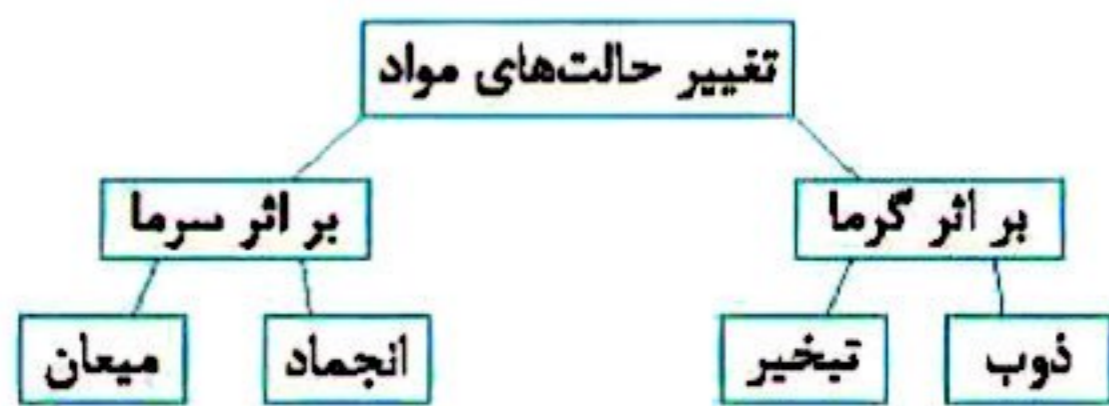 تغییر حالت‌های مواد
بر اثر گرما
بر اثر سرما
ذوب
تبخیر
انجماد
میعان